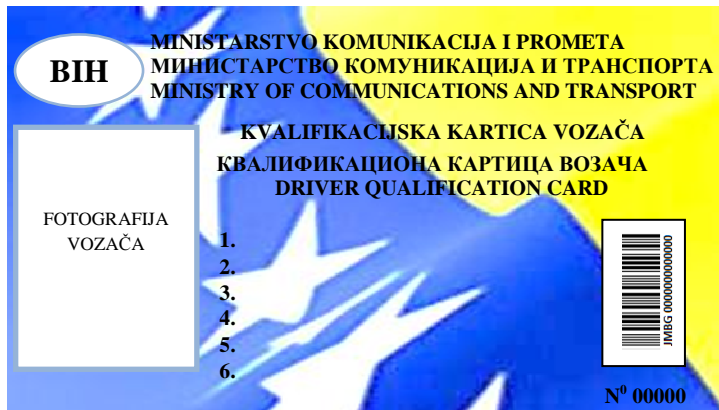 BIH
MINISTARSTVO KOMUNIKACIJA I PROMETA
МИНИСТАРСТВО КОМУНИКАЦИЈА И ТРАНСПОРТА
MINISTRY OF COMMUNICATIONS AND TRANSPORT
KVALIFIKACIJSKA KARTICA VOZAČA
КВАЛИФИКАЦИОНА КАРТИЦА ВОЗАЧА
DRIVER QUALIFICATION CARD
FOTOGRAFIJA
VOZAČA
1.
2.
3.
4.
5.
6.
JMBG 0000000000000
N⁰ 00000